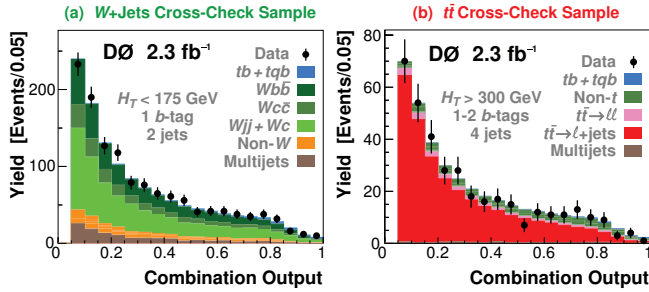 (a) W+Jets Cross-Check Sample
DØ 2.3 fb⁻¹
Yield [Events/0.05]
200
100
0
H_T < 175 GeV
1 b-tag
2 jets
Data
tb+tqb
Wbb̄
Wcc̄
Wjj+Wc
Non-W
Multijets
0 0.2 0.4 0.6 0.8 1
Combination Output
(b) tt̄ Cross-Check Sample
DØ 2.3 fb⁻¹
Yield [Events/0.05]
80
60
40
20
0
H_T > 300 GeV
1-2 b-tags
4 jets
Data
tb+tqb
Non-t
tt̄→ℓℓ
tt̄→ℓ+jets
Multijets
0 0.2 0.4 0.6 0.8 1
Combination Output